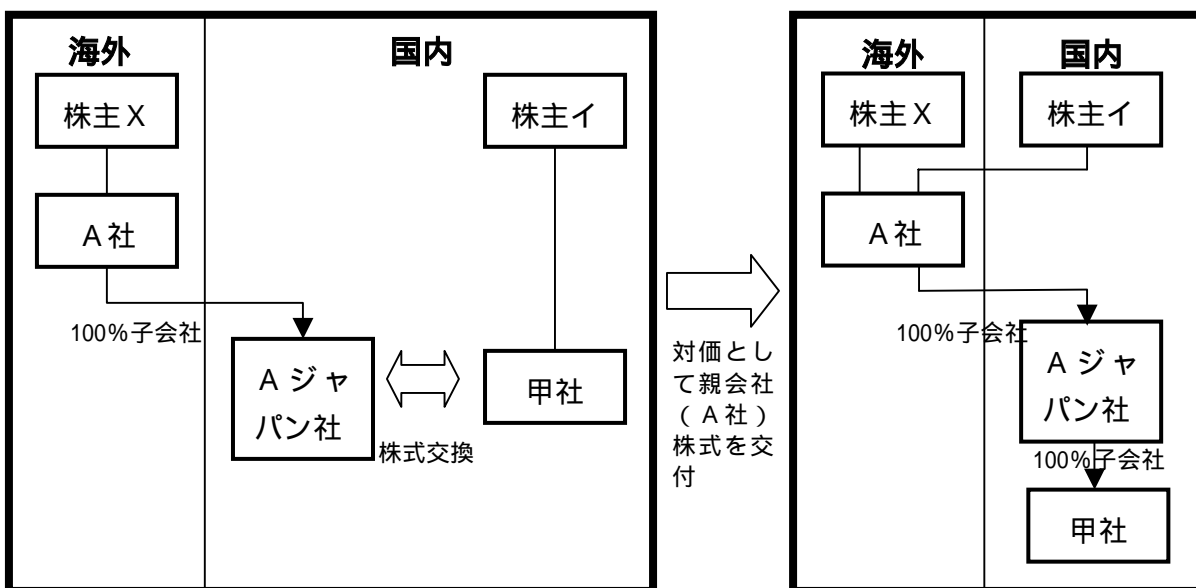 海外
国内
株主X
株主イ
A社
100%子会社
Aジャ
パン社
株式交換
甲社
対価とし
て親会社
(A社)
株式を交
付
海外
国内
株主X
株主イ
A社
100%子会社
Aジャ
パン社
100%子会社
甲社